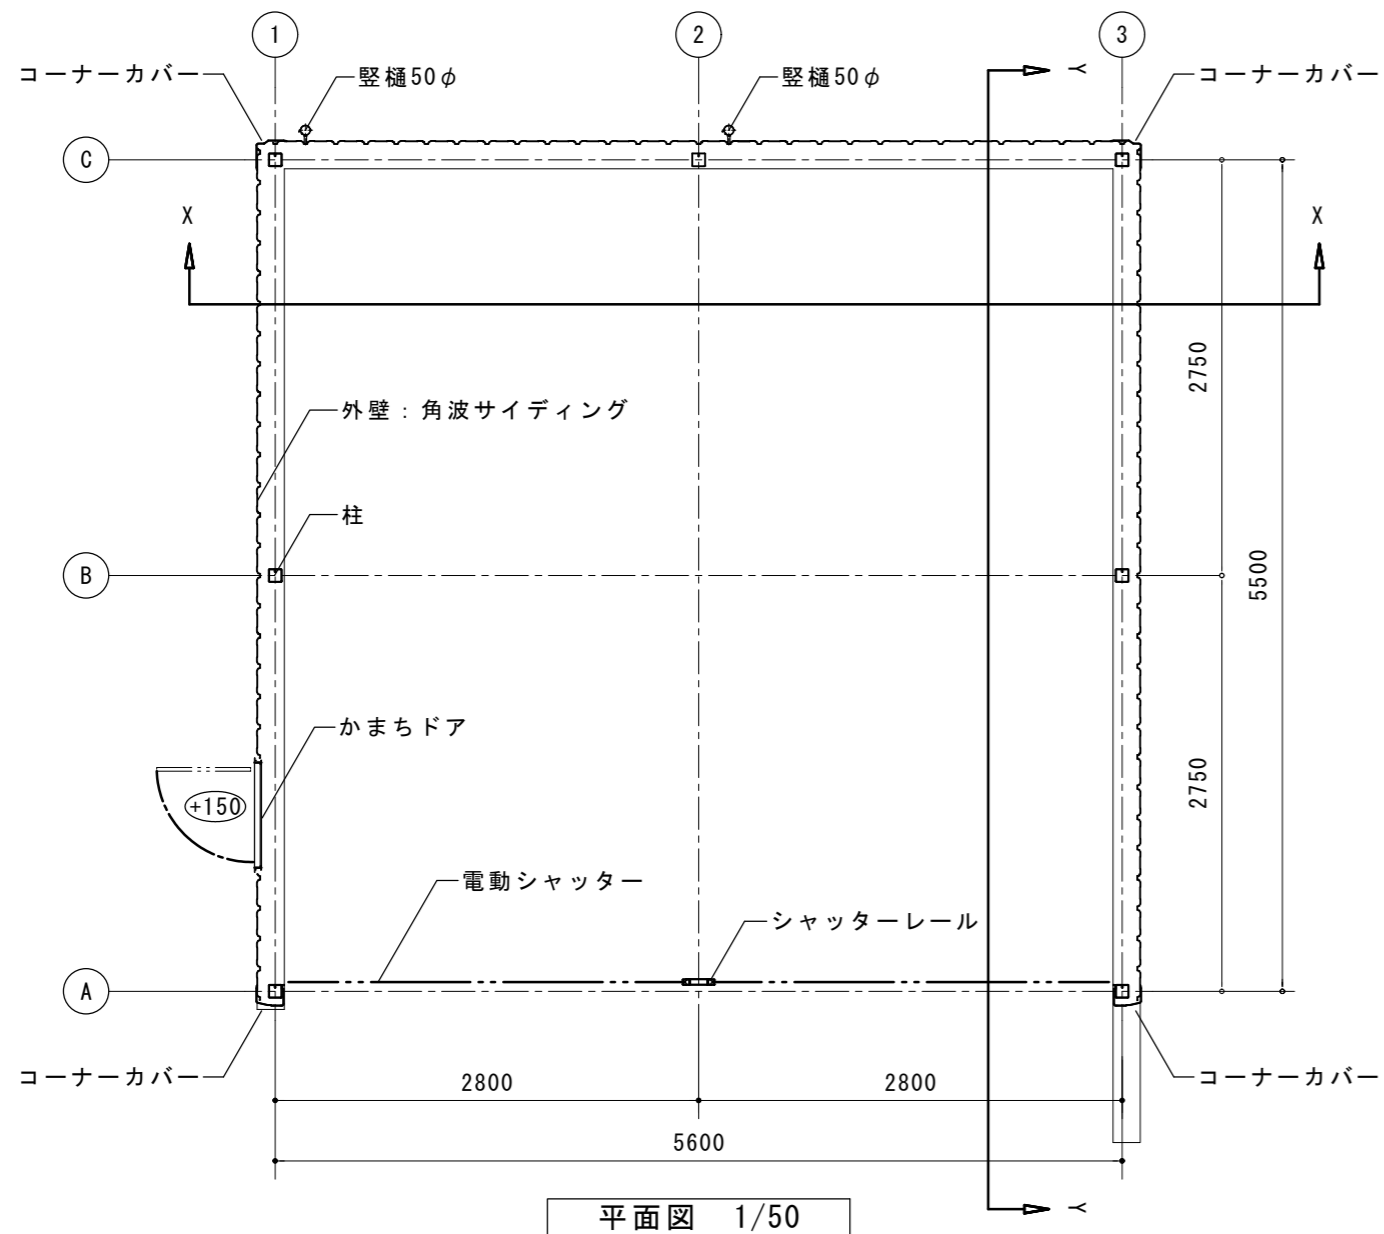 1
2
3
コーナーカバー
竪樋50φ
竪樋50φ
Y
コーナーカバー
C
X
X
2750
外壁：角波サイディング
柱
B
5500
かまちドア
+150
2750
電動シャッター
シャッターレール
A
コーナーカバー
2800
2800
コーナーカバー
5600
Y
平面図 1/50